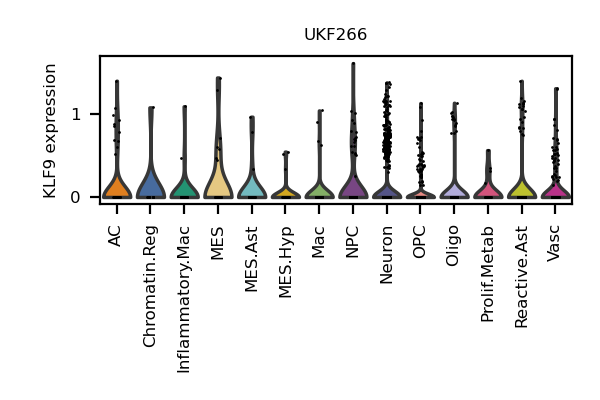 UKF266
KLF9 expression
1
0
AC
Chromatin.Reg
Inflammatory.Mac
MES
MES.Ast
MES.Hyp
Mac
NPC
Neuron
OPC
Oligo
Prolif.Metab
Reactive.Ast
Vasc